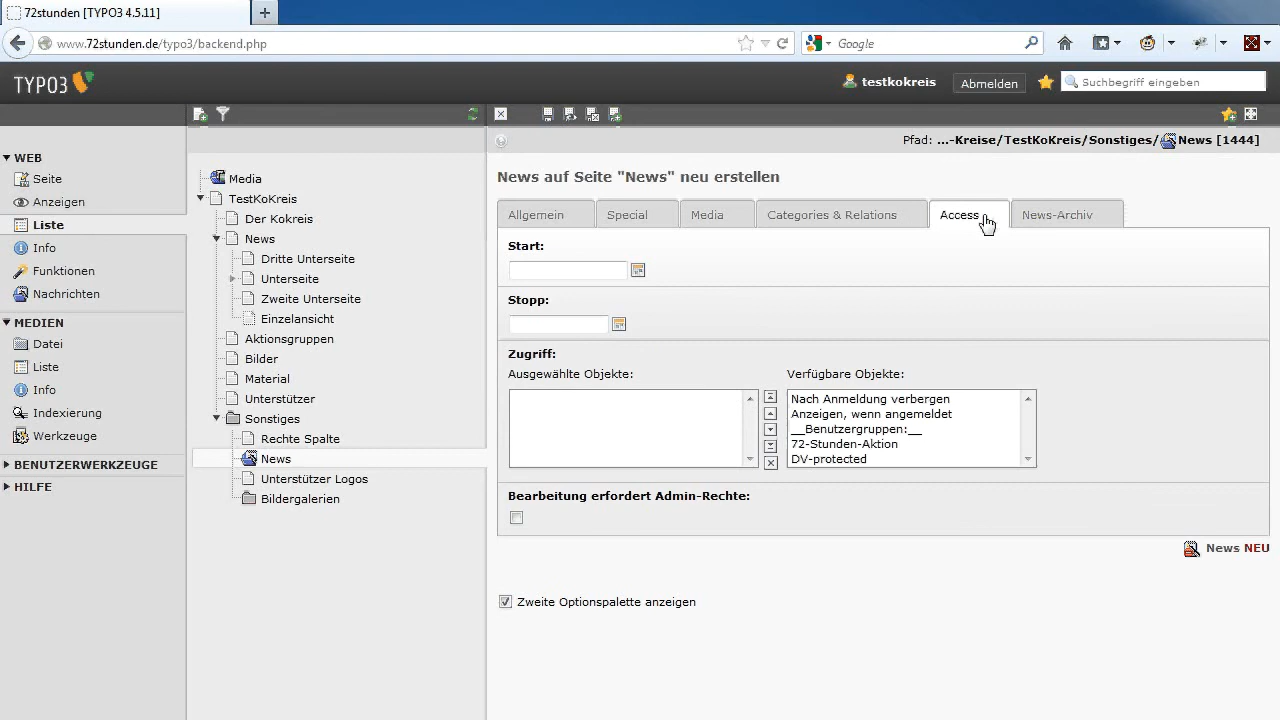 72stunden [TYPO3 4.5.11]
www.72stunden.de/typo3/backend.php
Google
TYPO3
testkokreis
Abmelden
Suchbegriff eingeben
Pfad: ...-Kreise/TestKoKreis/Sonstiges/ News [1444]
WEB
Seite
Anzeigen
Liste
Info
Funktionen
Nachrichten
MEDIEN
Datei
Liste
Info
Indexierung
Werkzeuge
BENUTZERWERKZEUGE
HILFE
Media
TestKoKreis
Der Kokreis
News
Dritte Unterseite
Unterseite
Zweite Unterseite
Einzelansicht
Aktionsgruppen
Bilder
Material
Unterstützer
Sonstiges
Rechte Spalte
News
Unterstützer Logos
Bildergalerien
News auf Seite "News" neu erstellen
Allgemein
Special
Media
Categories & Relations
Access
News-Archiv
Start:
Stopp:
Zugriff:
Ausgewählte Objekte:
Verfügbare Objekte:
Nach Anmeldung verbergen
Anzeigen, wenn angemeldet
__Benutzergruppen:__
72-Stunden-Aktion
DV-protected
Bearbeitung erfordert Admin-Rechte:
News NEU
Zweite Optionspalette anzeigen